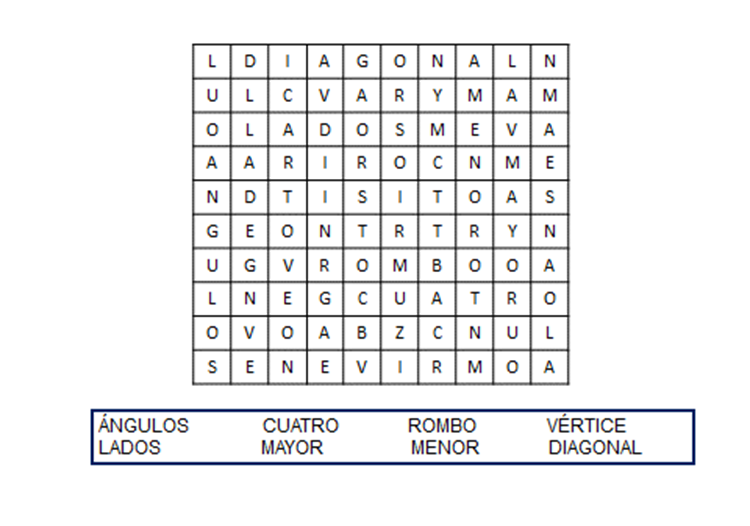 L D I A G O N A L N
U L C V A R Y M A M
O L A D O S M E V A
A A R I R O C N M E
N D T I S I T O A S
G E O N T R T R Y N
U G V R O M B O O A
L N E G C U A T R O
O V O A B Z C N U L
S E N E V I R M O A
ÁNGULOS CUATRO ROMBO VÉRTICE
LADOS MAYOR MENOR DIAGONAL